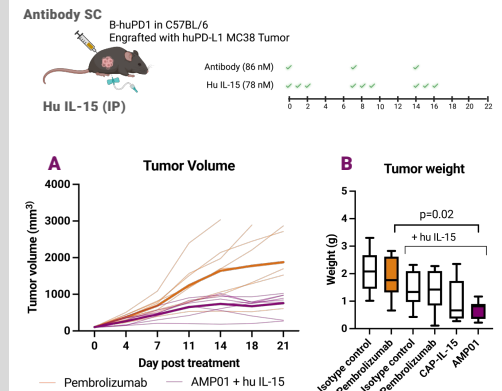 Antibody SC
B-huPD1 in C57BL/6
Engrafted with huPD-L1 MC38 Tumor
Antibody (86 nM)
Hu IL-15 (78 nM)
0 2 4 6 8 10 12 14 16 18 20 22
Hu IL-15 (IP)
A
Tumor Volume
Tumor volume (mm3)
4000
3000
2000
1000
0
0 4 7 11 14 18 21
Day post treatment
Pembrolizumab
AMP01 + hu IL-15
B
Tumor weight
p=0.02
+ hu IL-15
Weight (g)
5
4
3
2
1
0
Isotype control
Pembrolizumab
Isotype control
Pembrolizumab
CAP-IL-15
AMP01